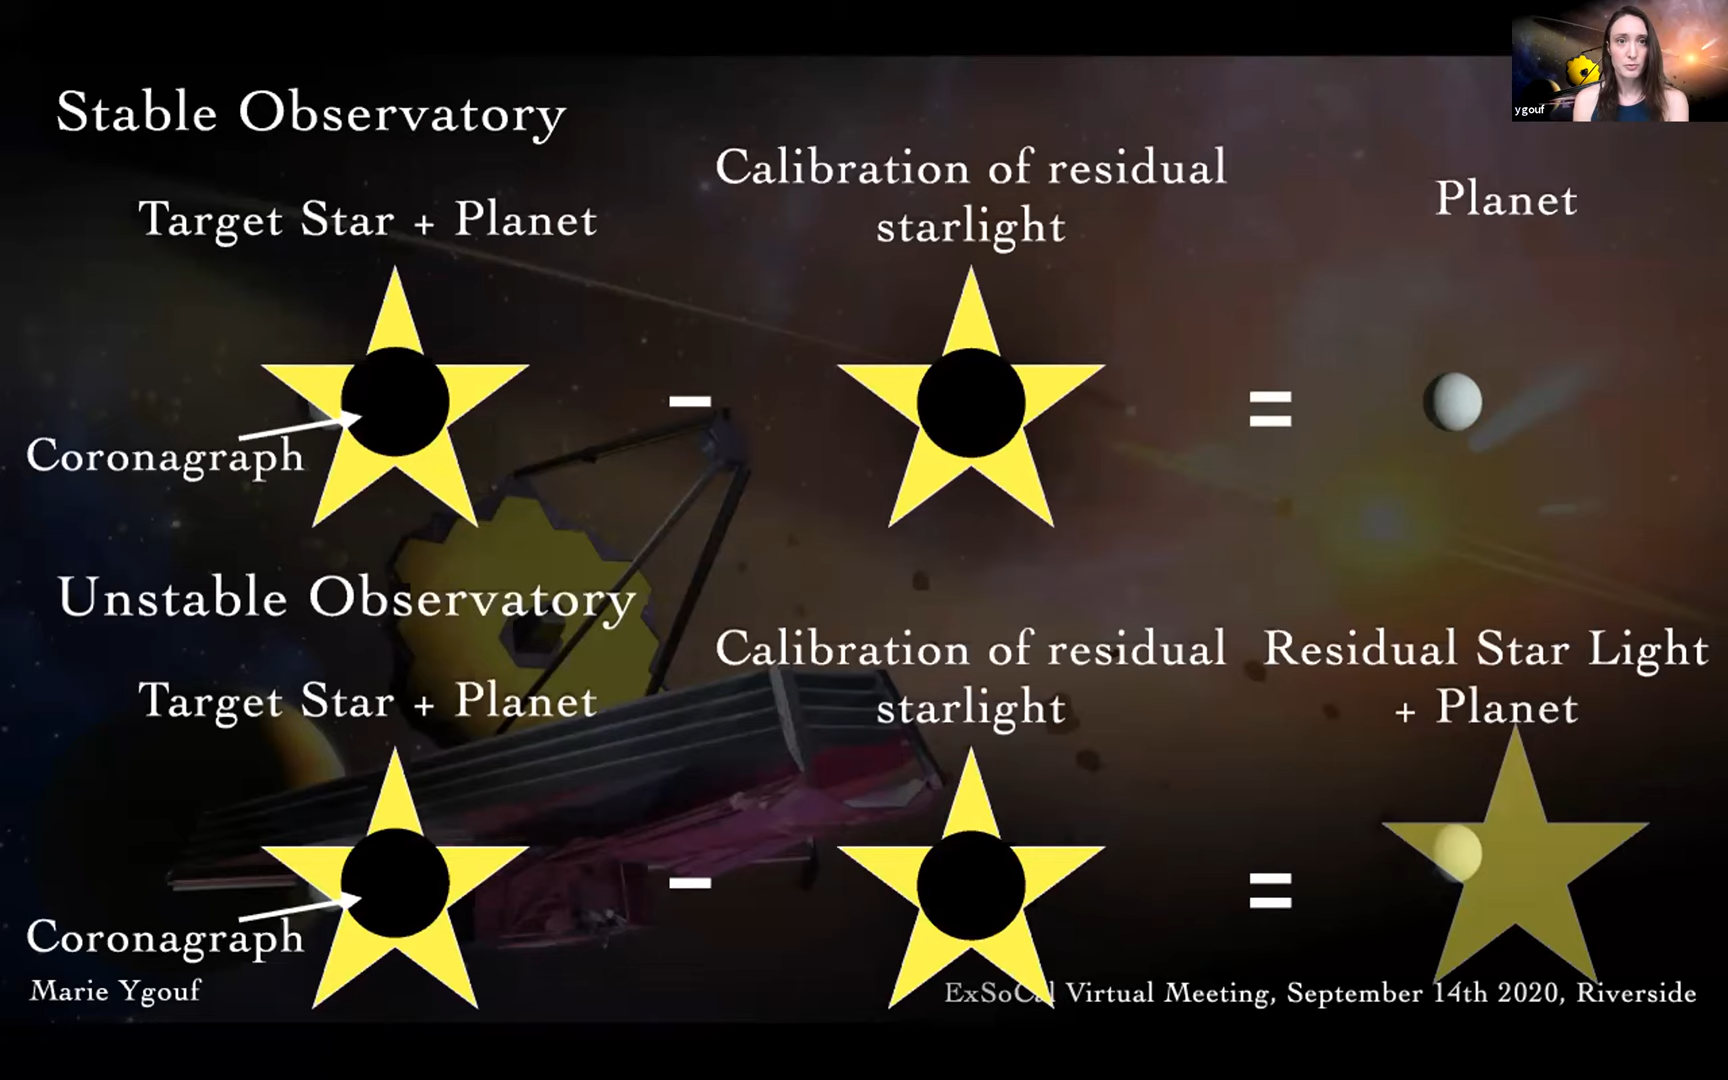 ygouf
Stable Observatory
Target Star + Planet
Calibration of residual
starlight
Planet
-
=
Coronagraph
Unstable Observatory
Target Star + Planet
Calibration of residual
starlight
Residual Star Light
+ Planet
-
=
Coronagraph
Marie Ygouf
ExSoCal Virtual Meeting, September 14th 2020, Riverside